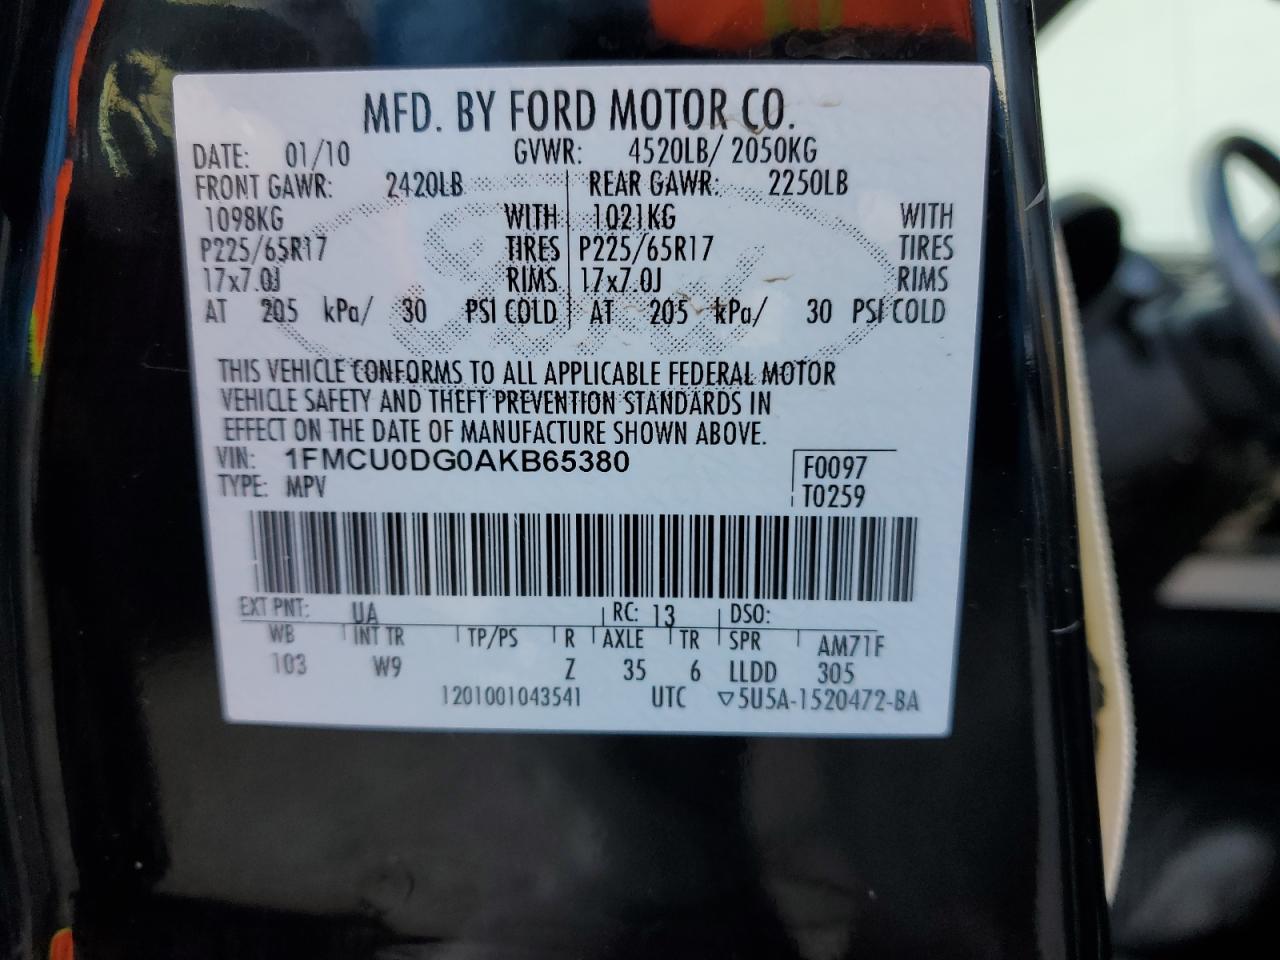 MFD. BY FORD MOTOR CO.
DATE: 01/10 GVWR: 4520LB/ 2050KG
FRONT GAWR: 2420LB REAR GAWR: 2250LB
1098KG WITH 1021KG WITH
P225/65R17 TIRES P225/65R17 TIRES
17x7.0J RIMS 17x7.0J RIMS
AT 205 kPa/ 30 PSI COLD AT 205 kPa/ 30 PSI COLD
THIS VEHICLE CONFORMS TO ALL APPLICABLE FEDERAL MOTOR
VEHICLE SAFETY AND THEFT PREVENTION STANDARDS IN
EFFECT ON THE DATE OF MANUFACTURE SHOWN ABOVE.
VIN: 1FMCU0DG0AKB65380 F0097
TYPE: MPV T0259
EXT PNT: UA RC: 13 DSO:
WB INT TR TP/PS R AXLE TR SPR AM71F
103 W9 Z 35 6 LLDD 305
1201001043541 UTC ▽5U5A-1520472-BA